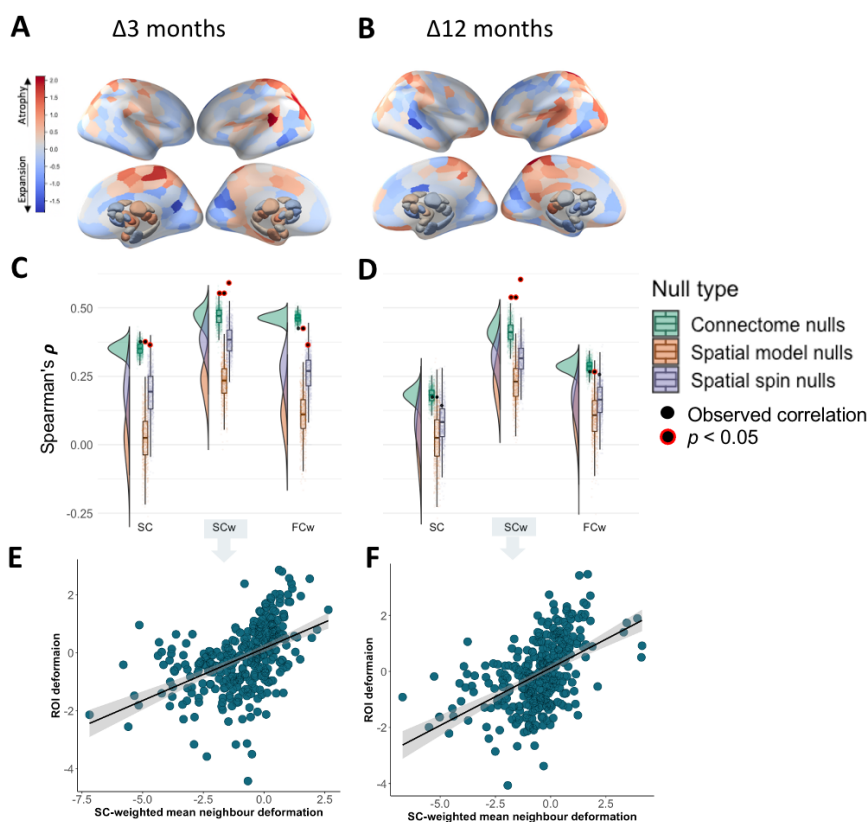 A
Δ3 months
B
Δ12 months
Atrophy
Expansion
2.0
1.5
1.0
0.5
0.0
-0.5
-1.0
-1.5
C
D
Spearman's ρ
0.50
0.25
0.00
-0.25
SC
SCw
FCw
SC
SCw
FCw
Null type
Connectome nulls
Spatial model nulls
Spatial spin nulls
Observed correlation
p < 0.05
E
ROI deformaion
2
0
-2
-4
-7.5
-5.0
-2.5
0.0
2.5
SC-weighted mean neighbour deformation
F
ROI deformaion
2
0
-2
-4
-5.0
-2.5
0.0
2.5
SC-weighted mean neighbour deformation